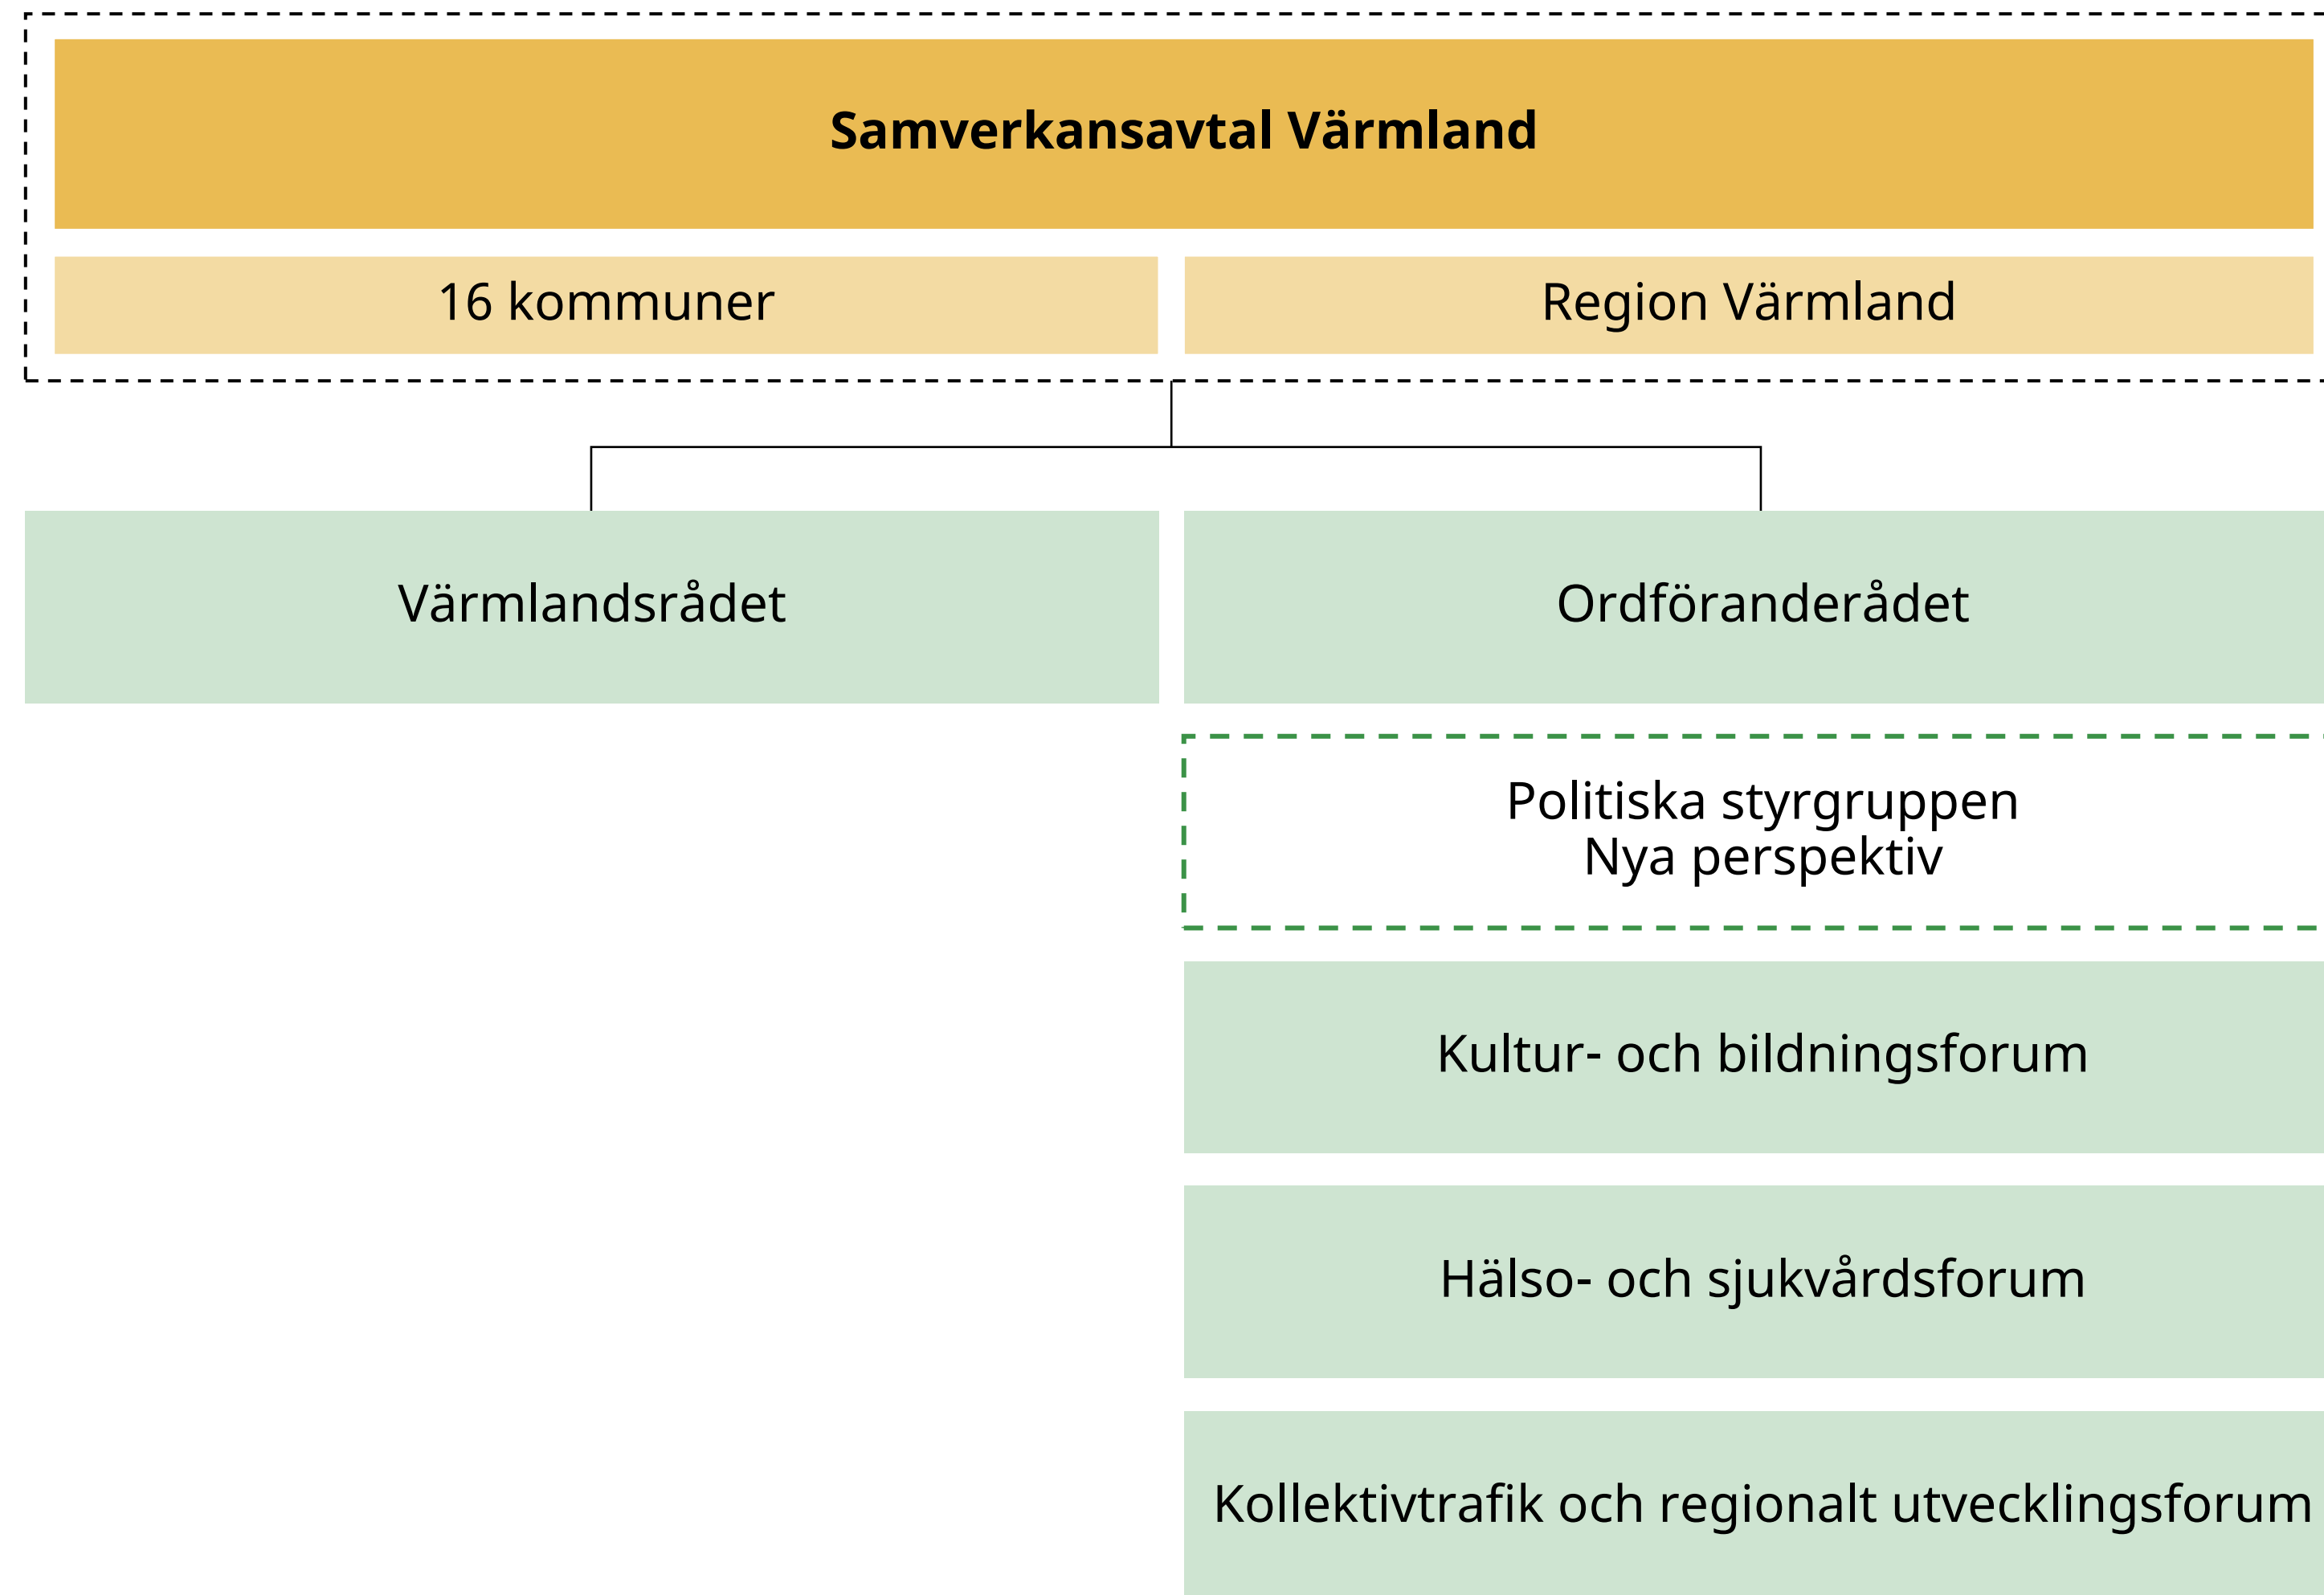 Samverkansavtal Värmland
16 kommuner
Region Värmland
Värmlandsrådet
Ordföranderådet
Politiska styrgruppen
Nya perspektiv
Kultur- och bildningsforum
Hälso- och sjukvårdsforum
Kollektivtrafik och regionalt utvecklingsforum